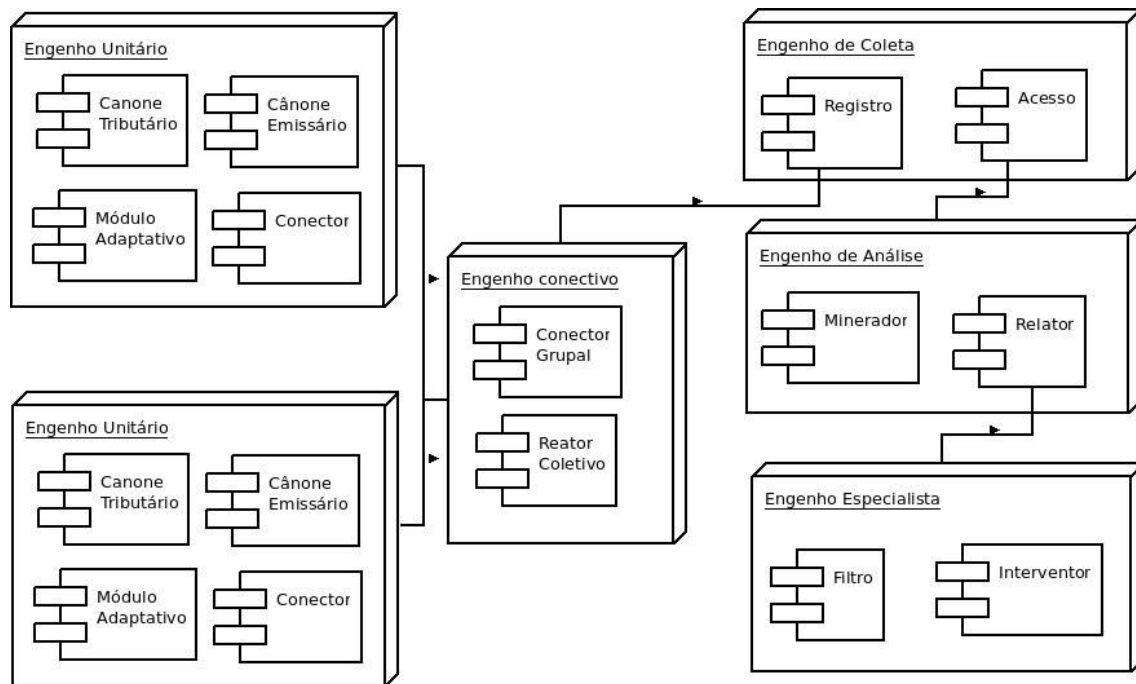 Engenho Unitário
Canone
Tributário
Cânone
Emissário
Módulo
Adaptativo
Conector
Engenho Unitário
Canone
Tributário
Cânone
Emissário
Módulo
Adaptativo
Conector
Engenho conectivo
Conector
Grupal
Reator
Coletivo
Engenho de Coleta
Registro
Acesso
Engenho de Análise
Minerador
Relator
Engenho Especialista
Filtro
Interventor